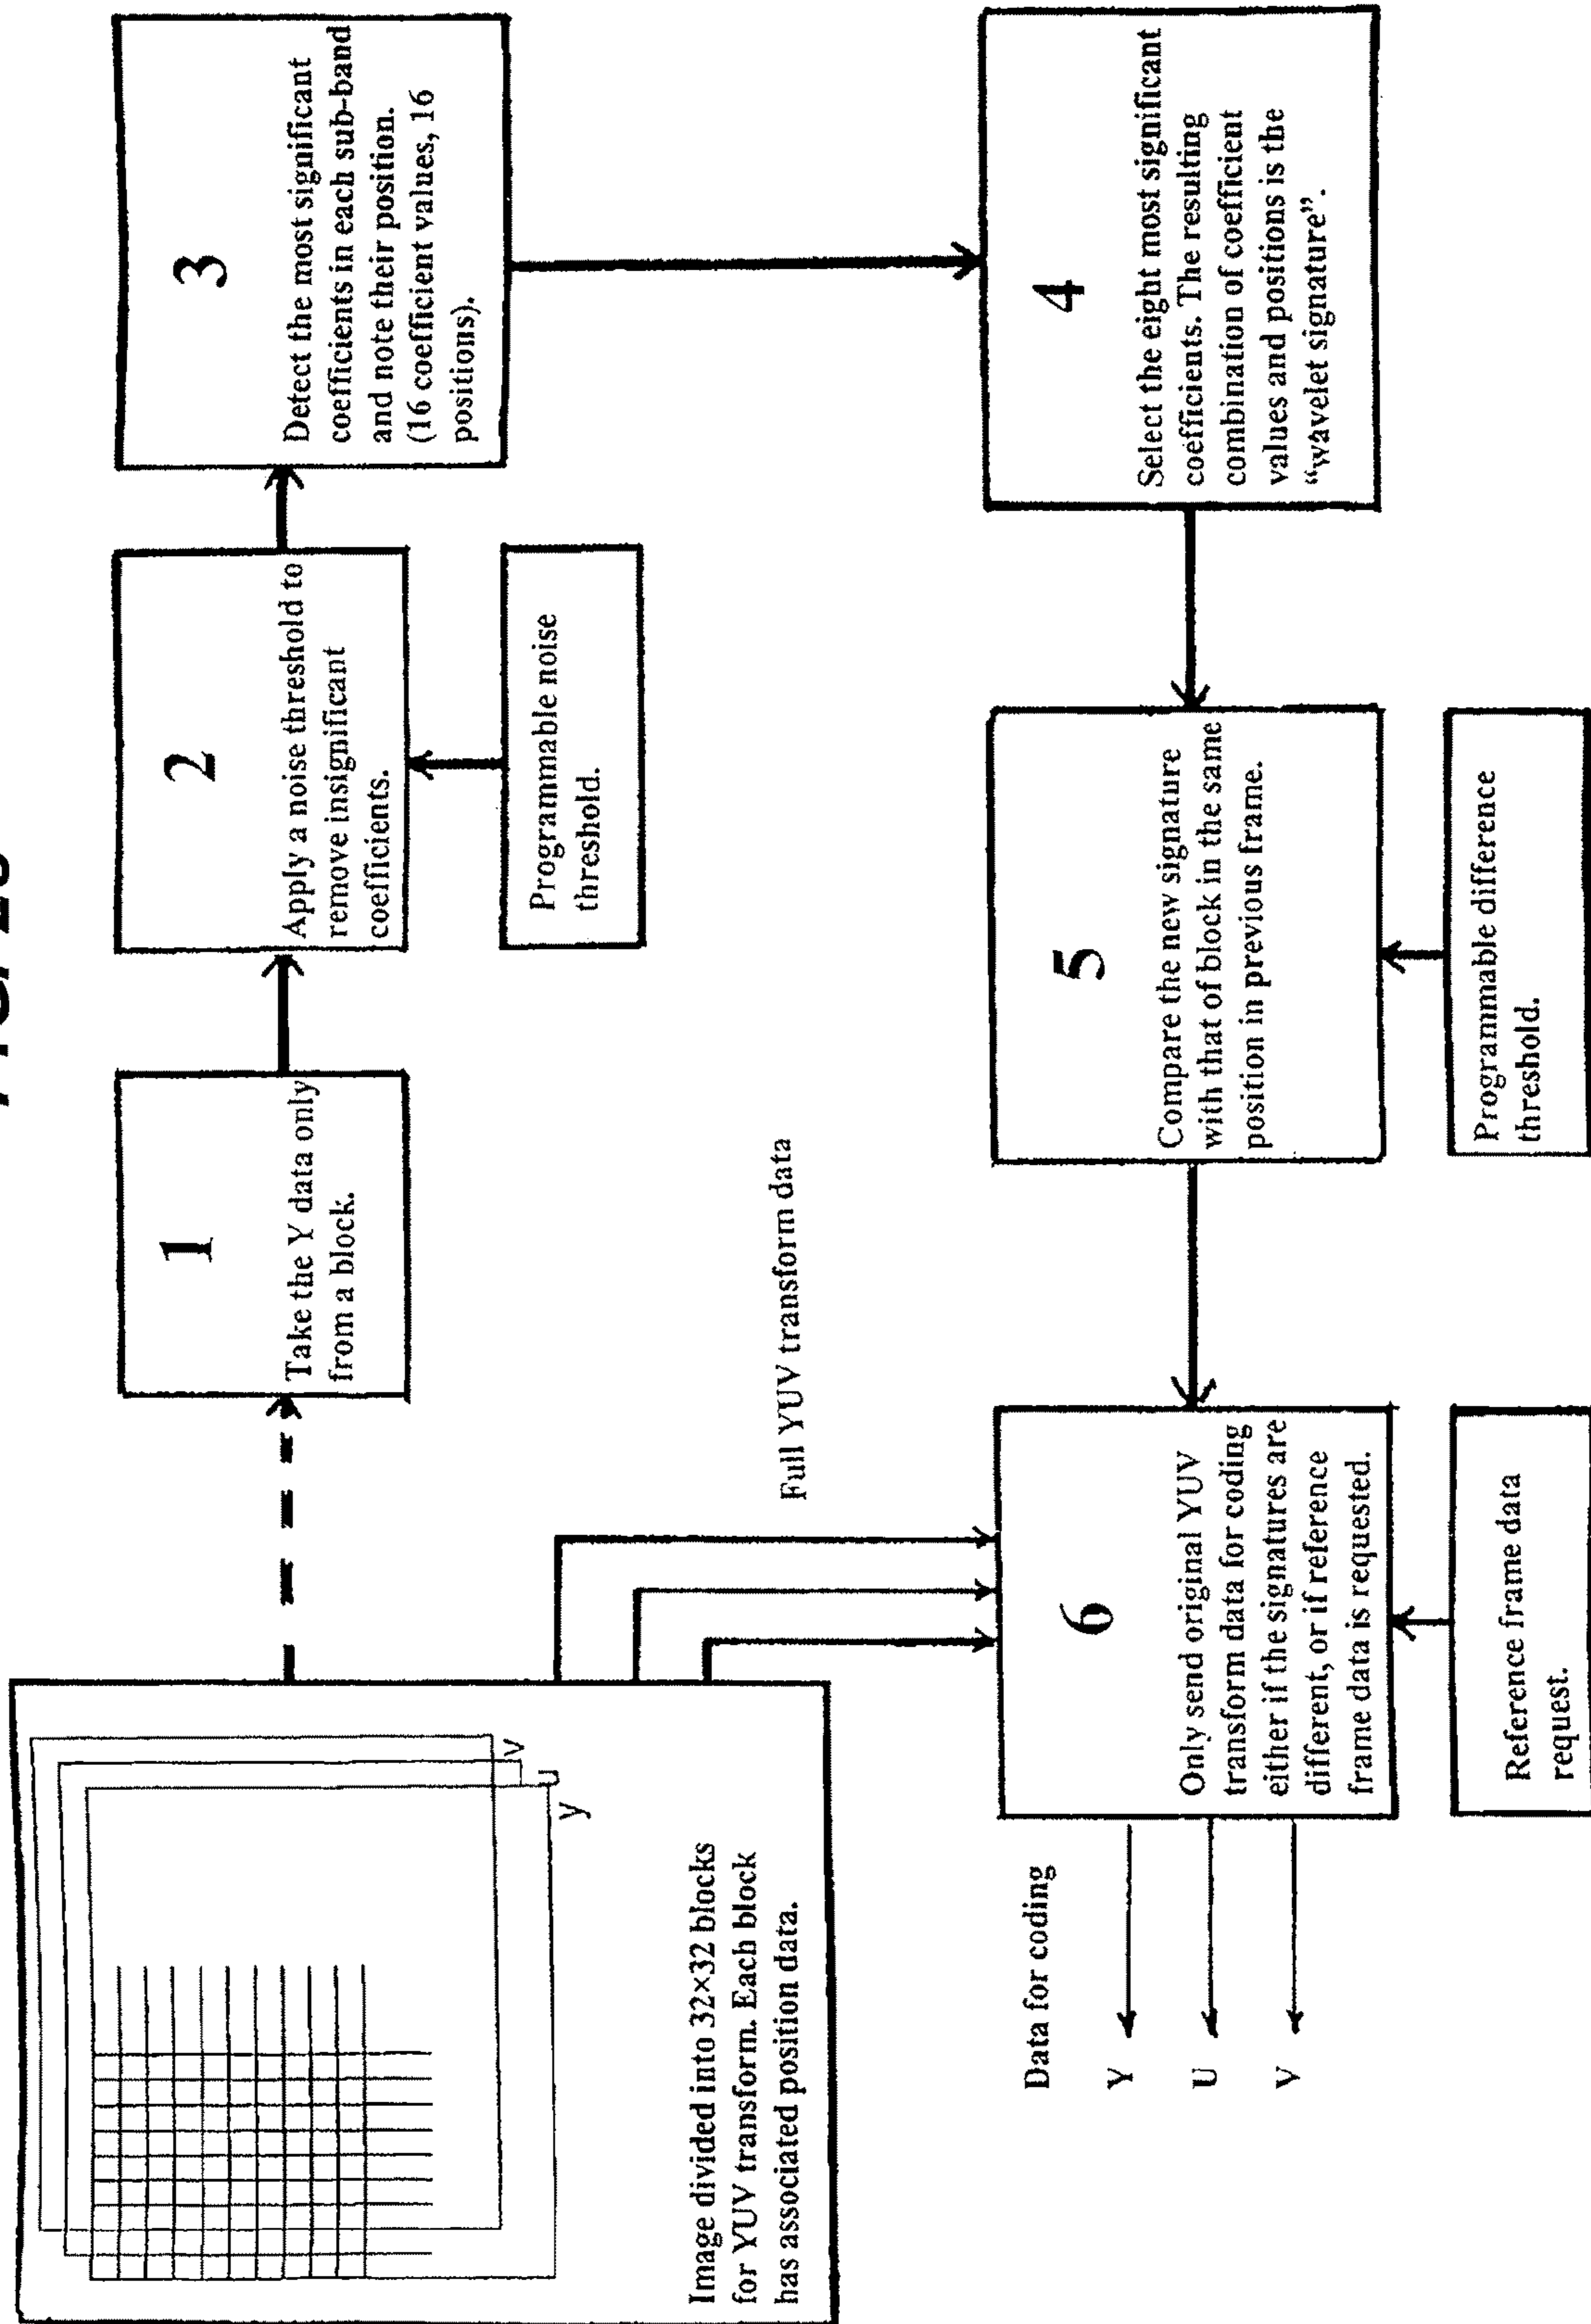 Image divided into 32×32 blocks
for YUV transform. Each block
has associated position data.
y
u
v
1
Take the Y data only
from a block.
2
Apply a noise threshold to
remove insignificant
coefficients.
Programmable noise
threshold.
3
Detect the most significant
coefficients in each sub-band
and note their position.
(16 coefficient values, 16
positions).
4
Select the eight most significant
coefficients. The resulting
combination of coefficient
values and positions is the
“wavelet signature”.
5
Compare the new signature
with that of block in the same
position in previous frame.
Programmable difference
threshold.
Full YUV transform data
6
Only send original YUV
transform data for coding
either if the signatures are
different, or if reference
frame data is requested.
Reference frame data
request.
Data for coding
Y
U
V